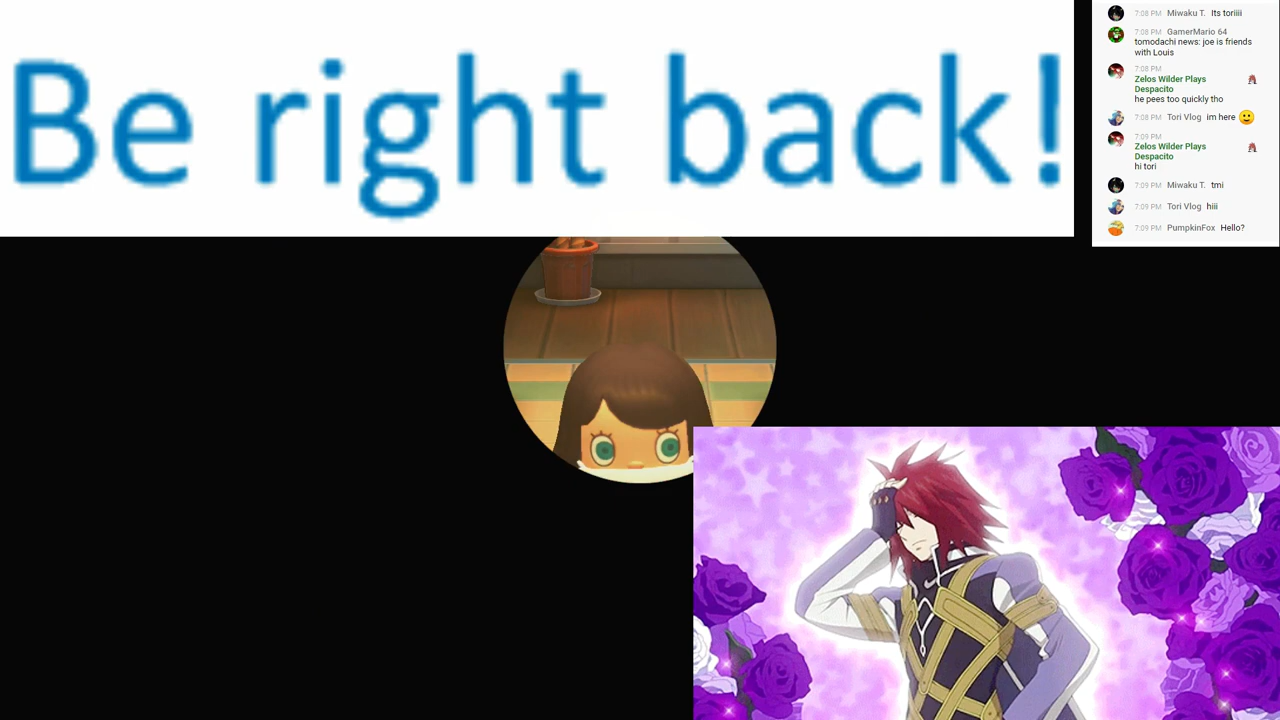 Be right back!
7:08 PM Miwaku T. Its toriiii
7:08 PM GamerMario 64
tomodachi news: joe is friends
with Louis
7:08 PM
Zelos Wilder Plays
Despacito
he pees too quickly tho
7:08 PM Tori Vlog im here 🙂
7:09 PM
Zelos Wilder Plays
Despacito
hi tori
7:09 PM Miwaku T. tmi
7:09 PM Tori Vlog hiii
7:09 PM PumpkinFox Hello?